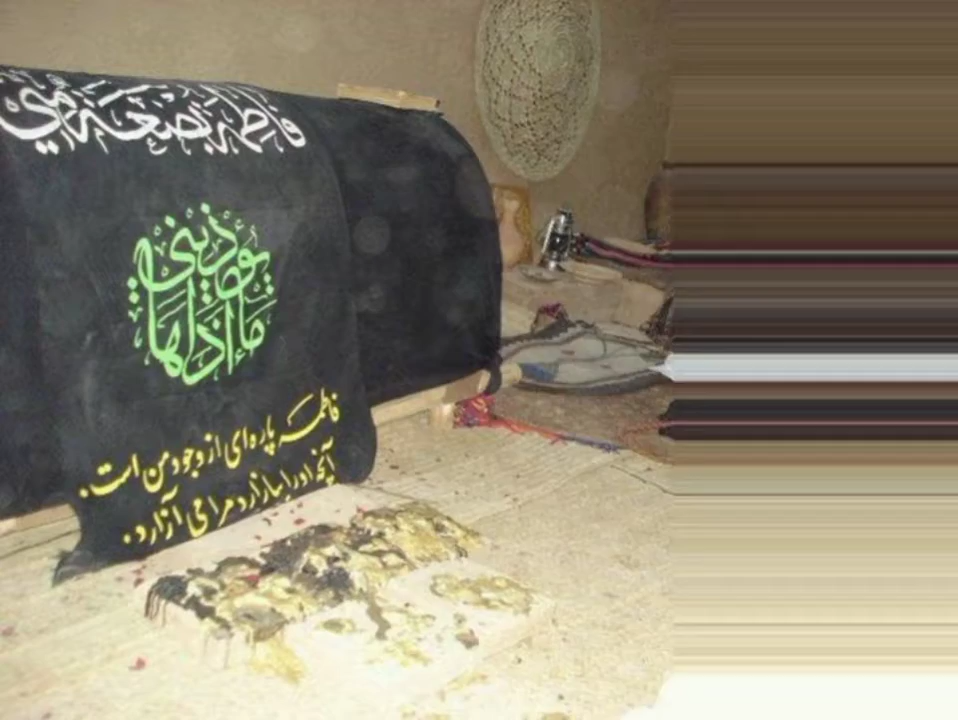 فاطمة بضعة مني
يؤذيني
ما آذاها
فاطمه پاره‌ای از وجود من است.
آنچه او را بیازارد مرا می آزارد.